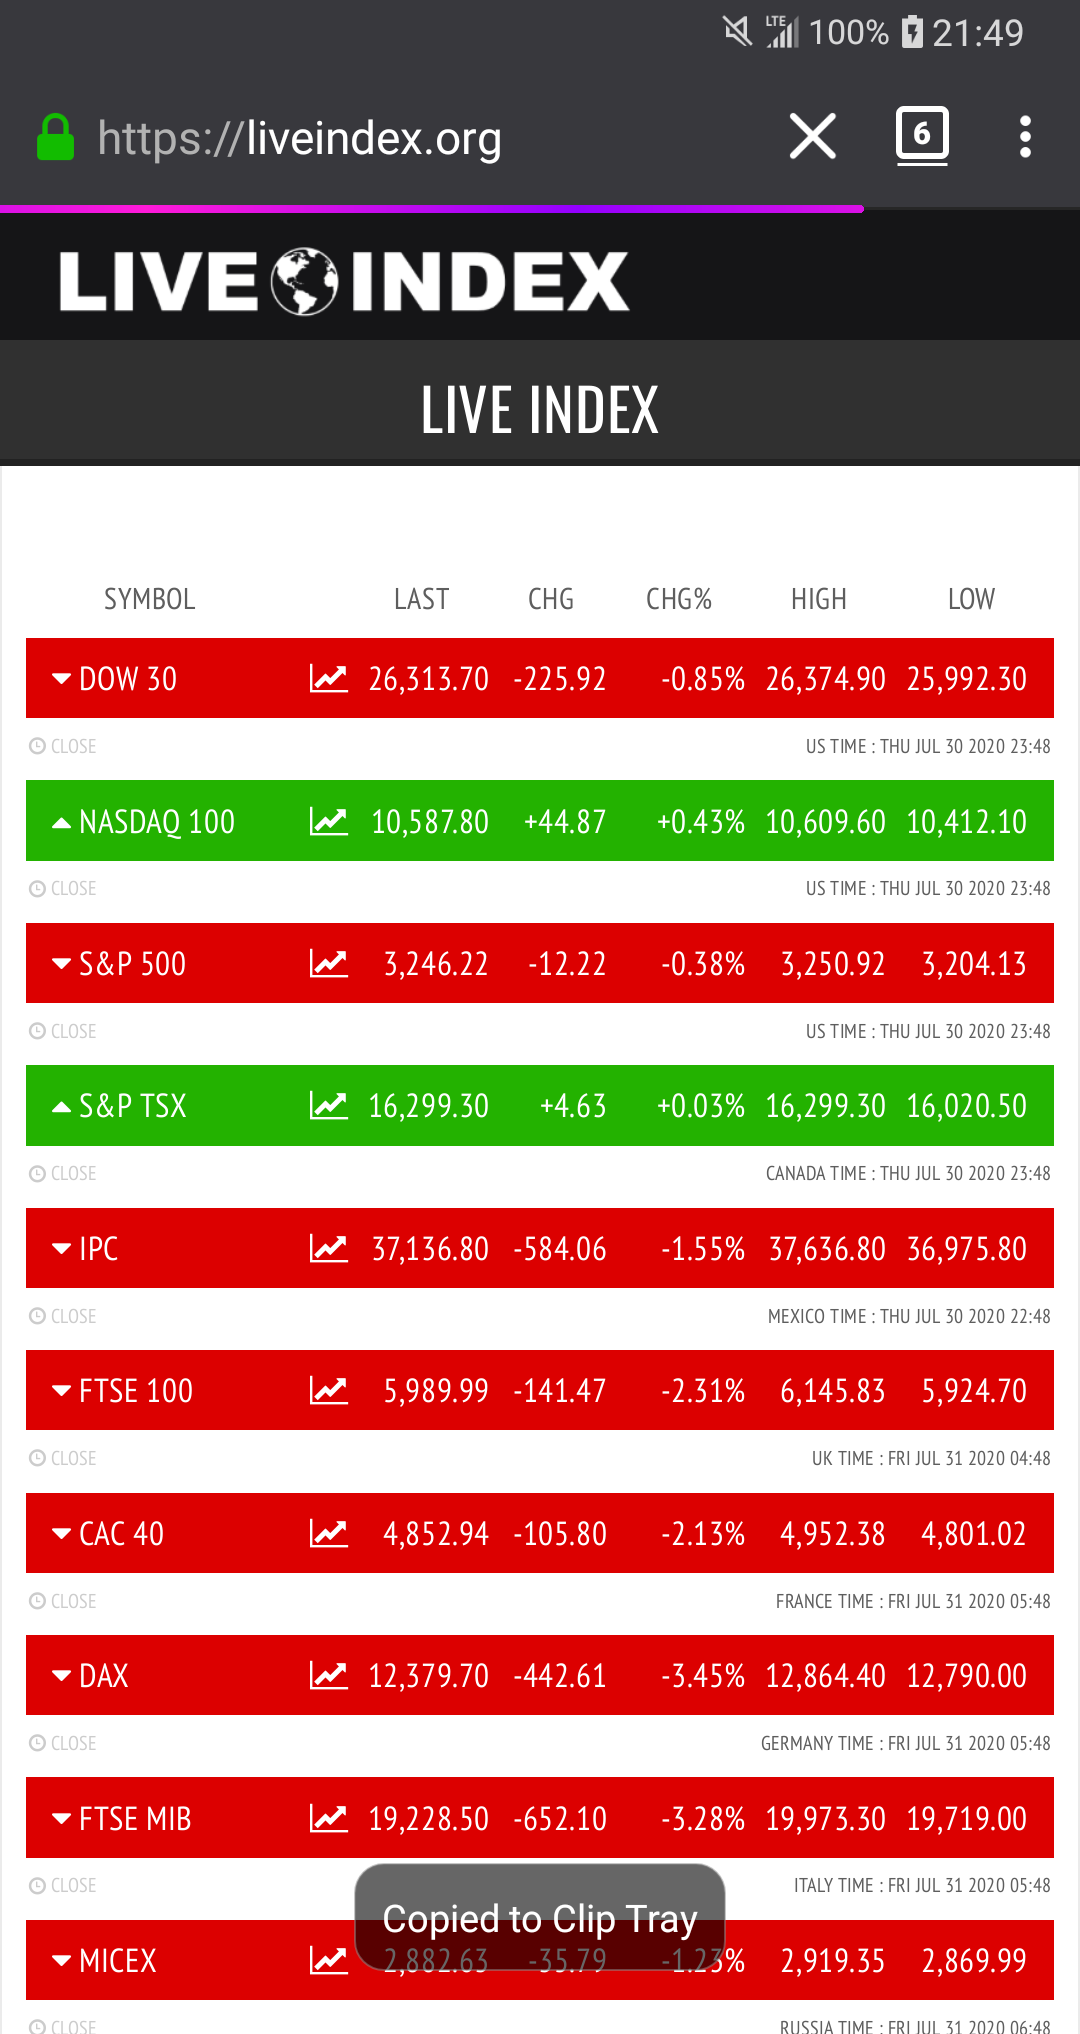 LTE 100% 21:49
https://liveindex.org 6
LIVE INDEX
LIVE INDEX
SYMBOL LAST CHG CHG% HIGH LOW
DOW 30 26,313.70 -225.92 -0.85% 26,374.90 25,992.30
CLOSE US TIME : THU JUL 30 2020 23:48
NASDAQ 100 10,587.80 +44.87 +0.43% 10,609.60 10,412.10
CLOSE US TIME : THU JUL 30 2020 23:48
S&P 500 3,246.22 -12.22 -0.38% 3,250.92 3,204.13
CLOSE US TIME : THU JUL 30 2020 23:48
S&P TSX 16,299.30 +4.63 +0.03% 16,299.30 16,020.50
CLOSE CANADA TIME : THU JUL 30 2020 23:48
IPC 37,136.80 -584.06 -1.55% 37,636.80 36,975.80
CLOSE MEXICO TIME : THU JUL 30 2020 22:48
FTSE 100 5,989.99 -141.47 -2.31% 6,145.83 5,924.70
CLOSE UK TIME : FRI JUL 31 2020 04:48
CAC 40 4,852.94 -105.80 -2.13% 4,952.38 4,801.02
CLOSE FRANCE TIME : FRI JUL 31 2020 05:48
DAX 12,379.70 -442.61 -3.45% 12,864.40 12,790.00
CLOSE GERMANY TIME : FRI JUL 31 2020 05:48
FTSE MIB 19,228.50 -652.10 -3.28% 19,973.30 19,719.00
CLOSE ITALY TIME : FRI JUL 31 2020 05:48
Copied to Clip Tray
MICEX 2,882.63 -35.79 -1.23% 2,919.35 2,869.99
CLOSE RUSSIA TIME : FRI JUL 31 2020 06:48